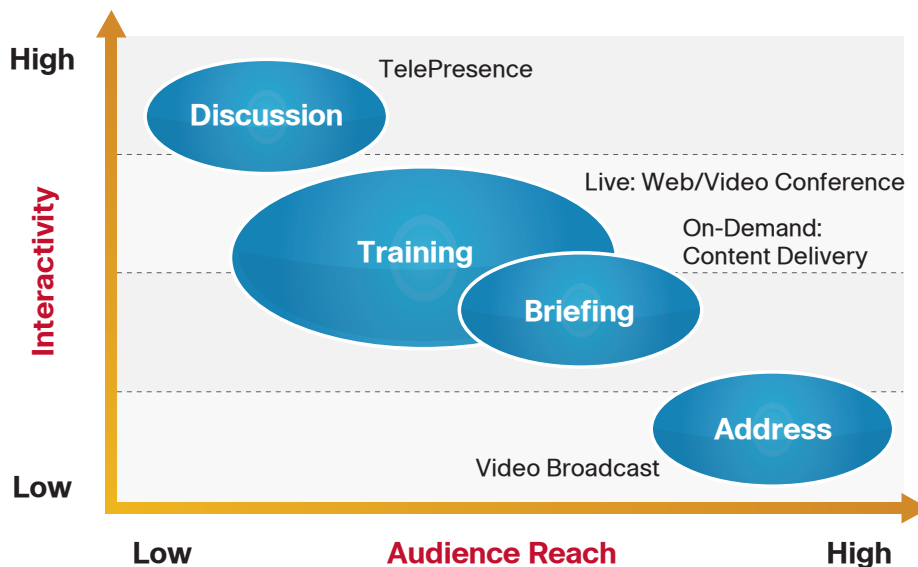 High
TelePresence
Discussion
Live: Web/Video Conference
On-Demand:
Content Delivery
Training
Interactivity
Briefing
Address
Video Broadcast
Low
Low
Audience Reach
High